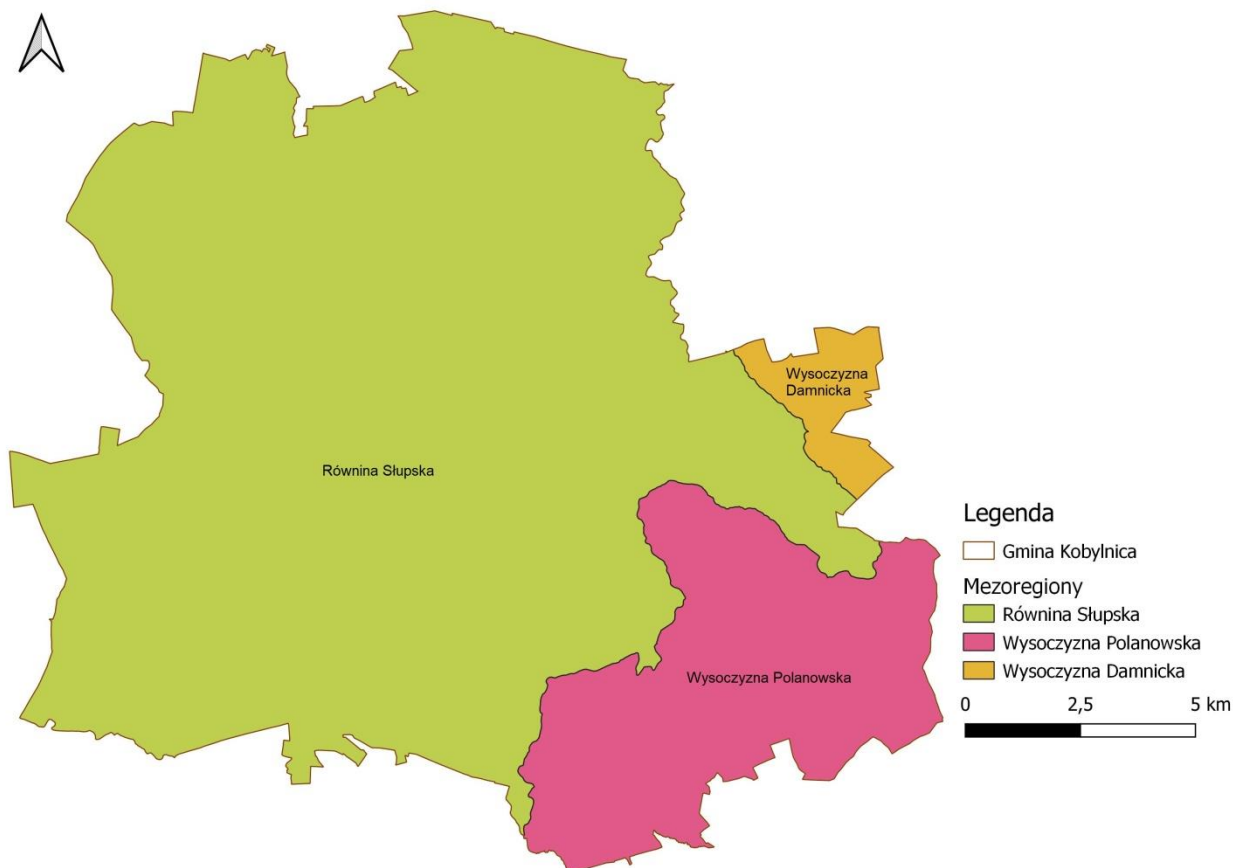 Wysoczyzna
Damnicka
Równina Słupska
Wysoczyzna Polanowska
Legenda
Gmina Kobylnica
Mezoregiony
Równina Słupska
Wysoczyzna Polanowska
Wysoczyzna Damnicka
0 2,5 5 km